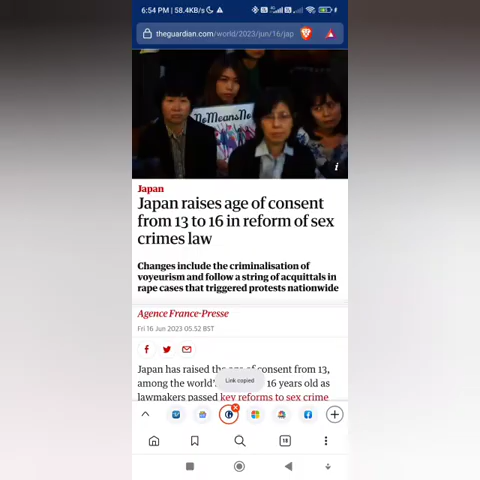 6:54 PM | 58.4KB/s
theguardian.com/world/2023/jun/16/jap
NoMeansNo
Japan
Japan raises age of consent
from 13 to 16 in reform of sex
crimes law
Changes include the criminalisation of
voyeurism and follow a string of acquittals in
rape cases that triggered protests nationwide
Agence France-Presse
Fri 16 Jun 2023 05.52 BST
Japan has raised the age of consent from 13,
Link copied
among the world' 16 years old as
lawmakers passed key reforms to sex crime
18